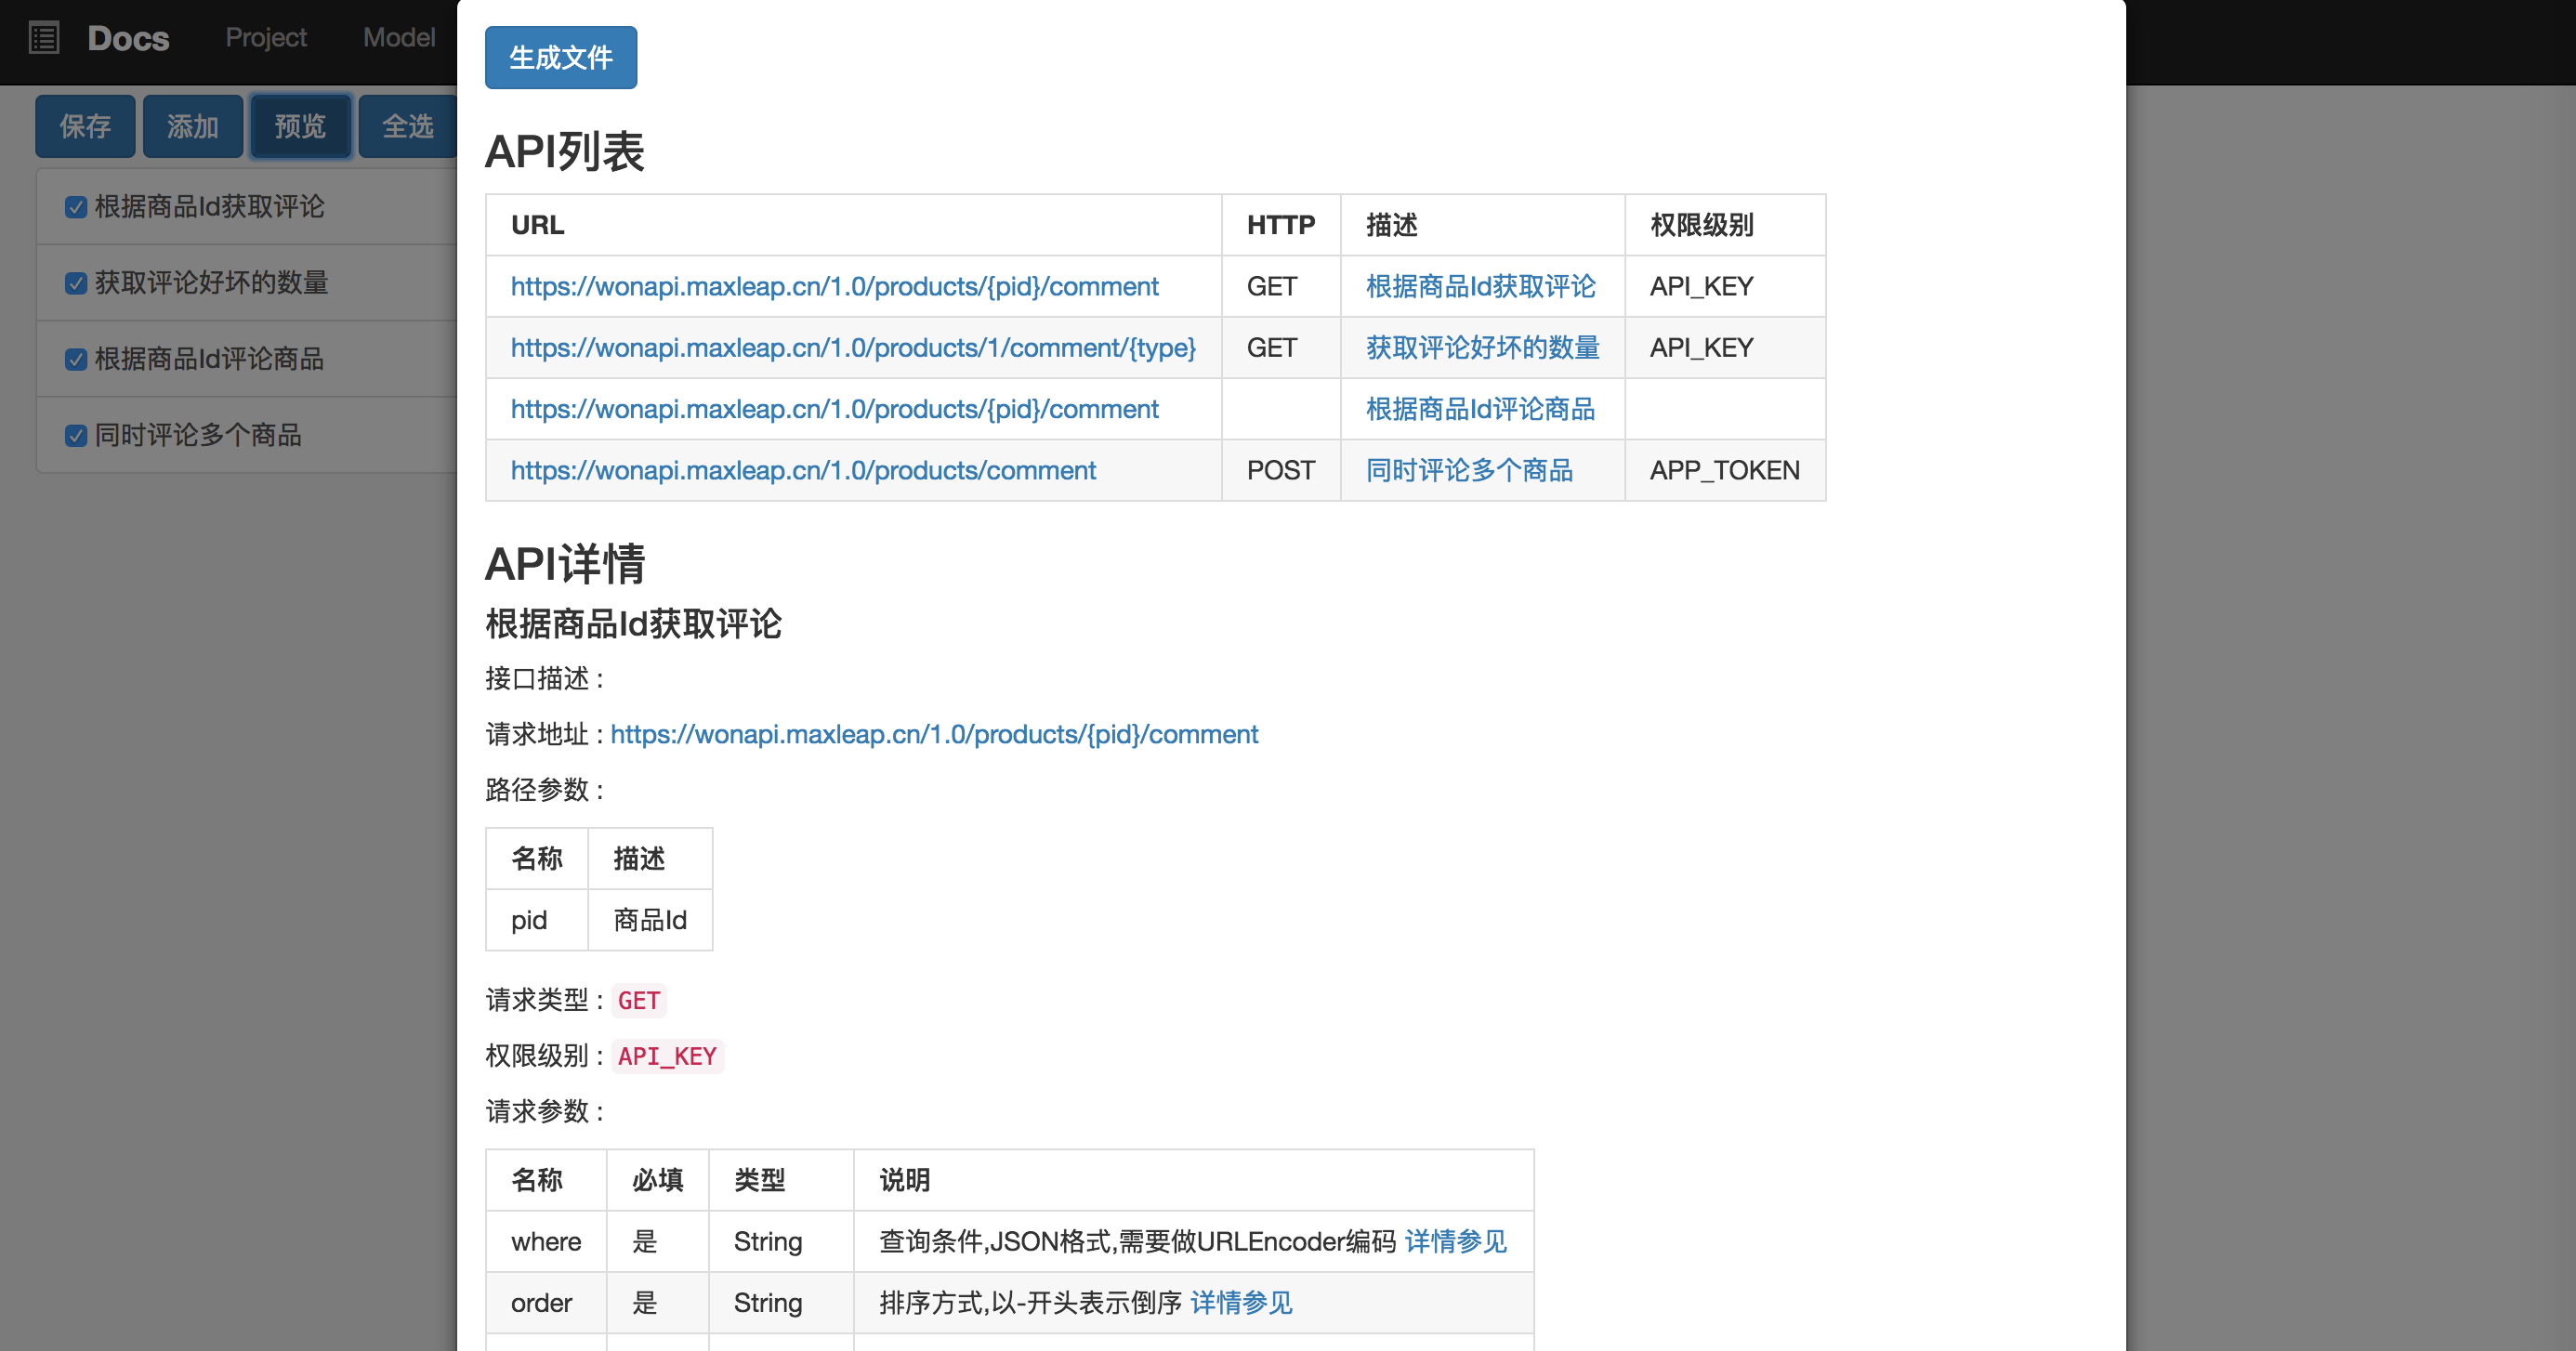 Docs Project Model
保存 添加 预览 全选
根据商品Id获取评论
获取评论好坏的数量
根据商品Id评论商品
同时评论多个商品
生成文件
API列表
URL HTTP 描述 权限级别
https://wonapi.maxleap.cn/1.0/products/{pid}/comment GET 根据商品Id获取评论 API_KEY
https://wonapi.maxleap.cn/1.0/products/1/comment/{type} GET 获取评论好坏的数量 API_KEY
https://wonapi.maxleap.cn/1.0/products/{pid}/comment 根据商品Id评论商品
https://wonapi.maxleap.cn/1.0/products/comment POST 同时评论多个商品 APP_TOKEN
API详情
根据商品Id获取评论
接口描述 :
请求地址 : https://wonapi.maxleap.cn/1.0/products/{pid}/comment
路径参数 :
名称 描述
pid 商品Id
请求类型 : GET
权限级别 : API_KEY
请求参数 :
名称 必填 类型 说明
where 是 String 查询条件,JSON格式,需要做URLEncoder编码 详情参见
order 是 String 排序方式,以-开头表示倒序 详情参见